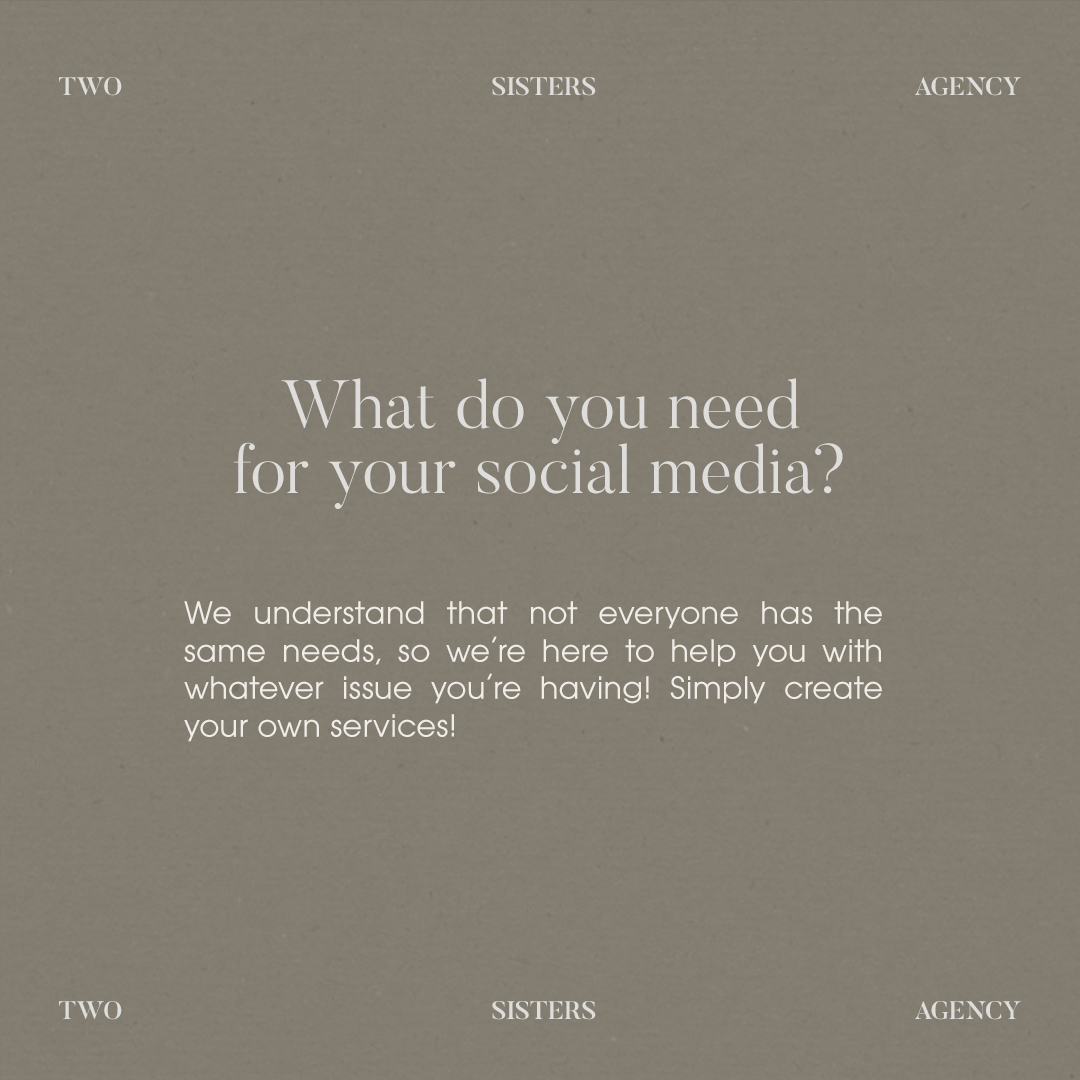 TWO SISTERS AGENCY
What do you need
for your social media?
We understand that not everyone has the
same needs, so we're here to help you with
whatever issue you're having! Simply create
your own services!
TWO SISTERS AGENCY